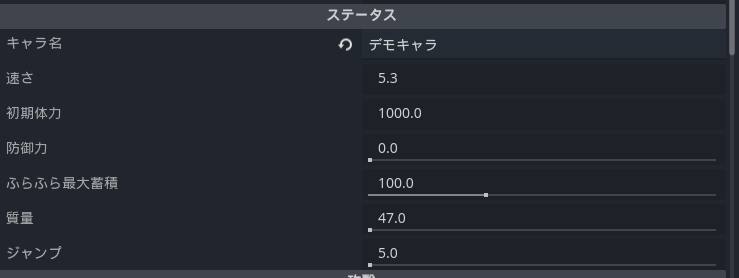 ステータス
キャラ名 デモキャラ
速さ 5.3
初期体力 1000.0
防御力 0.0
ふらふら最大蓄積 100.0
質量 47.0
ジャンプ 5.0